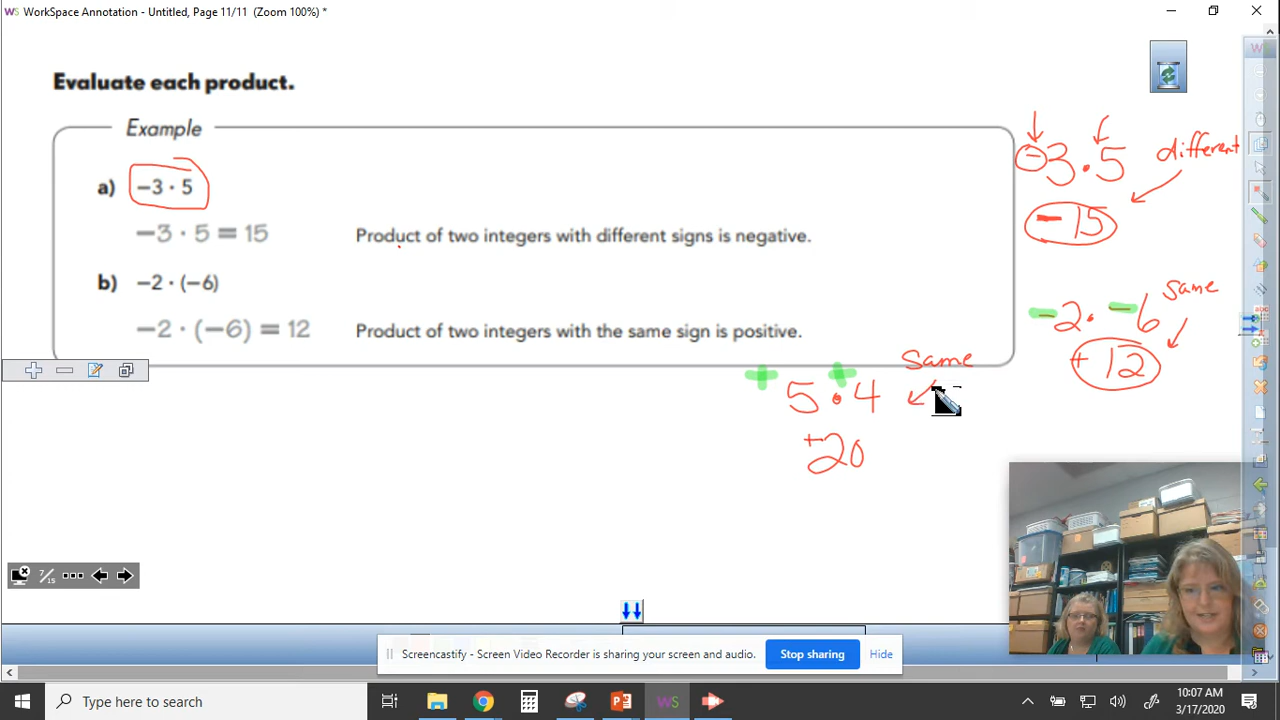 WS WorkSpace Annotation - Untitled, Page 11/11 (Zoom 100%) *
Evaluate each product.
Example
a) −3 · 5
−3 · 5 = 15 Product of two integers with different signs is negative.
b) −2 · (−6)
−2 · (−6) = 12 Product of two integers with the same sign is positive.
−3 · 5 different
−15
−2 · −6 same
+12
+ + same
5 · 4
+20
7/15
Screencastify - Screen Video Recorder is sharing your screen and audio. Stop sharing Hide
Type here to search
WS
10:07 AM
3/17/2020